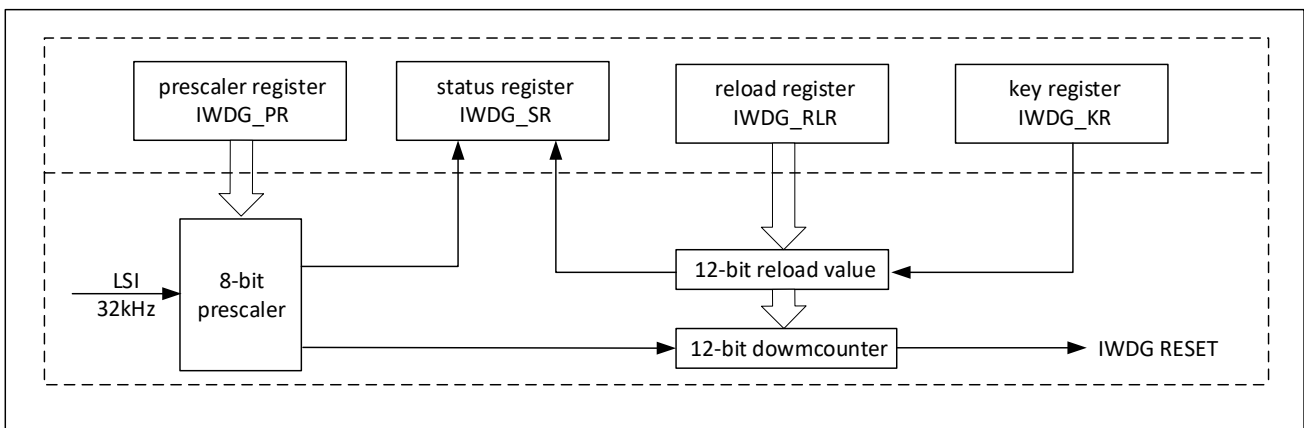 prescaler register
IWDG_PR
status register
IWDG_SR
reload register
IWDG_RLR
key register
IWDG_KR
LSI
32kHz
8-bit
prescaler
12-bit reload value
12-bit dowmcounter
IWDG RESET